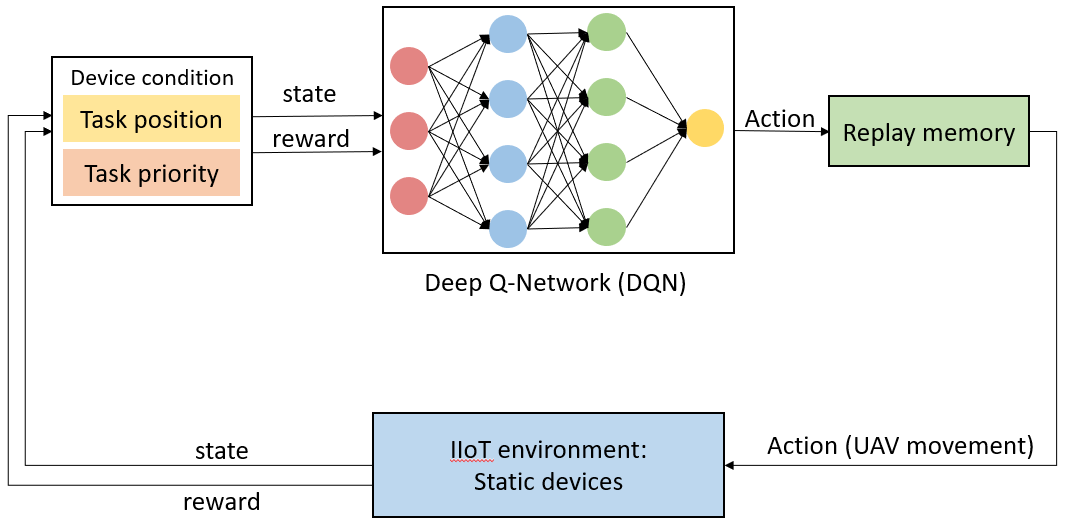 Device condition
Task position
Task priority
state
reward
Deep Q-Network (DQN)
Action
Replay memory
Action (UAV movement)
IIoT environment:
Static devices
state
reward